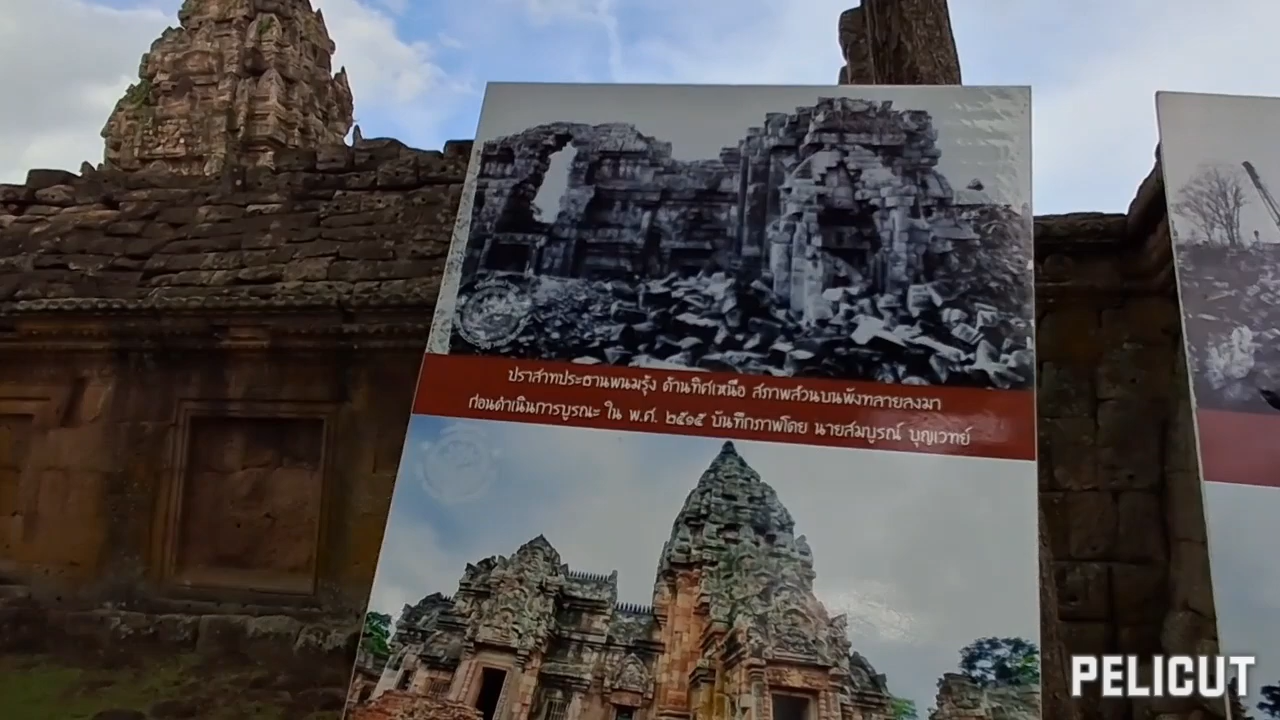 ปราสาทประธานพนมรุ้ง ด้านทิศเหนือ สภาพส่วนบนพังทลายลงมา
ก่อนดำเนินการบูรณะ ใน พ.ศ. ๒๕๑๕ บันทึกภาพโดย นายสมบูรณ์ บุญเวทย์
PELICUT